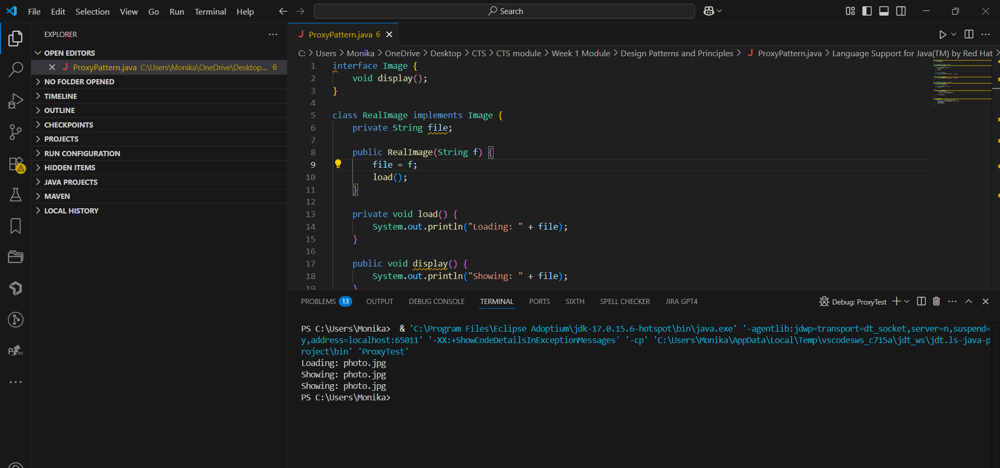 File Edit Selection View Go Run Terminal Help
Search
EXPLORER
OPEN EDITORS
J ProxyPattern.java C:\Users\Monika\OneDrive\Desktop... 6
NO FOLDER OPENED
TIMELINE
OUTLINE
CHECKPOINTS
PROJECTS
RUN CONFIGURATION
HIDDEN ITEMS
JAVA PROJECTS
MAVEN
LOCAL HISTORY
J ProxyPattern.java 6
C: > Users > Monika > OneDrive > Desktop > CTS > CTS module > Week 1 Module > Design Patterns and Principles > J ProxyPattern.java > Language Support for Java(TM) by Red Hat >
1 interface Image {
2 void display();
3 }
4
5 class RealImage implements Image {
6 private String file;
7
8 public RealImage(String f) {
9 file = f;
10 load();
11 }
12
13 private void load() {
14 System.out.println("Loading: " + file);
15 }
16
17 public void display() {
18 System.out.println("Showing: " + file);
19 }
PROBLEMS 13 OUTPUT DEBUG CONSOLE TERMINAL PORTS SIXTH SPELL CHECKER JIRA GPT4
Debug: ProxyTest
PS C:\Users\Monika>  & 'C:\Program Files\Eclipse Adoptium\jdk-17.0.15.6-hotspot\bin\java.exe' '-agentlib:jdwp=transport=dt_socket,server=n,suspend=
y,address=localhost:65011' '-XX:+ShowCodeDetailsInExceptionMessages' '-cp' 'C:\Users\Monika\AppData\Local\Temp\vscodesws_c715a\jdt_ws\jdt.ls-java-p
roject\bin' 'ProxyTest'
Loading: photo.jpg
Showing: photo.jpg
Showing: photo.jpg
PS C:\Users\Monika>